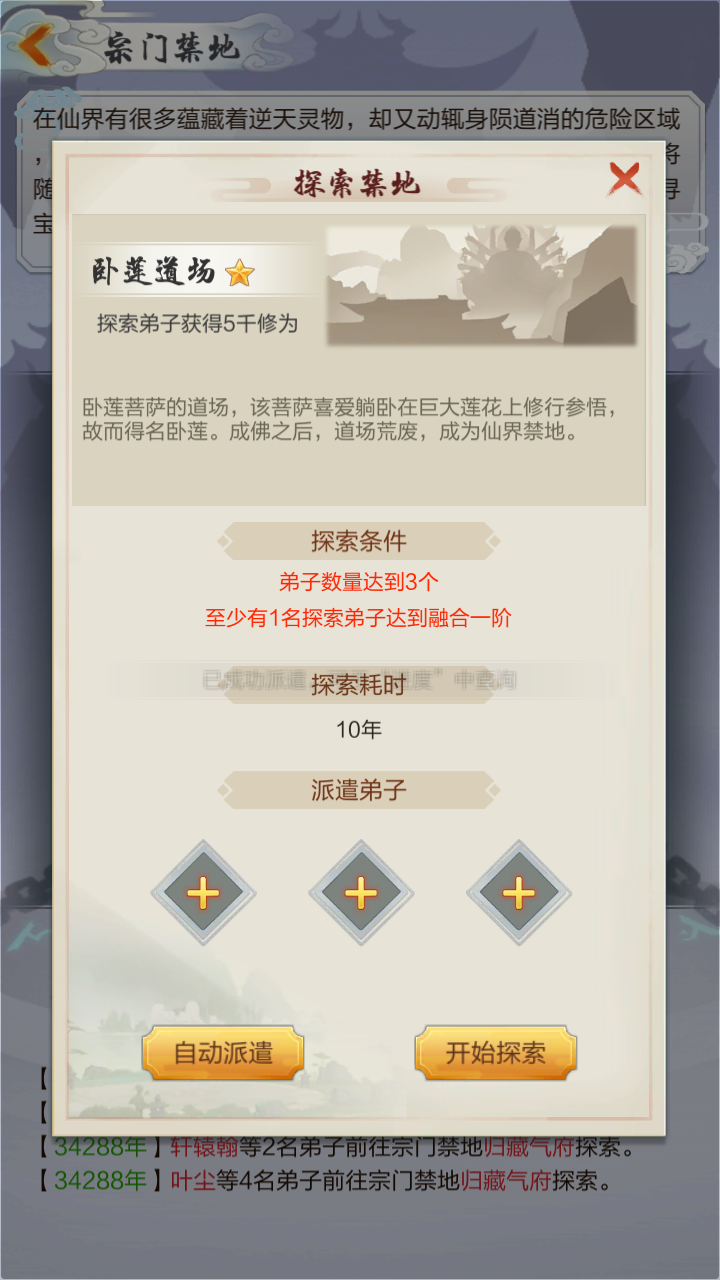 宗门禁地
在仙界有很多蕴藏着逆天灵物，却又动辄身陨道消的危险区域
，
将
随
寻
宝
探索禁地
卧莲道场
探索弟子获得5千修为
卧莲菩萨的道场，该菩萨喜爱躺卧在巨大莲花上修行参悟，
故而得名卧莲。成佛之后，道场荒废，成为仙界禁地。
探索条件
弟子数量达到3个
至少有1名探索弟子达到融合一阶
已成功派遣
度”中查询
探索耗时
10年
派遣弟子
自动派遣
开始探索
【
【
【34288年】轩辕翰等2名弟子前往宗门禁地归藏气府探索。
【34288年】叶尘等4名弟子前往宗门禁地归藏气府探索。